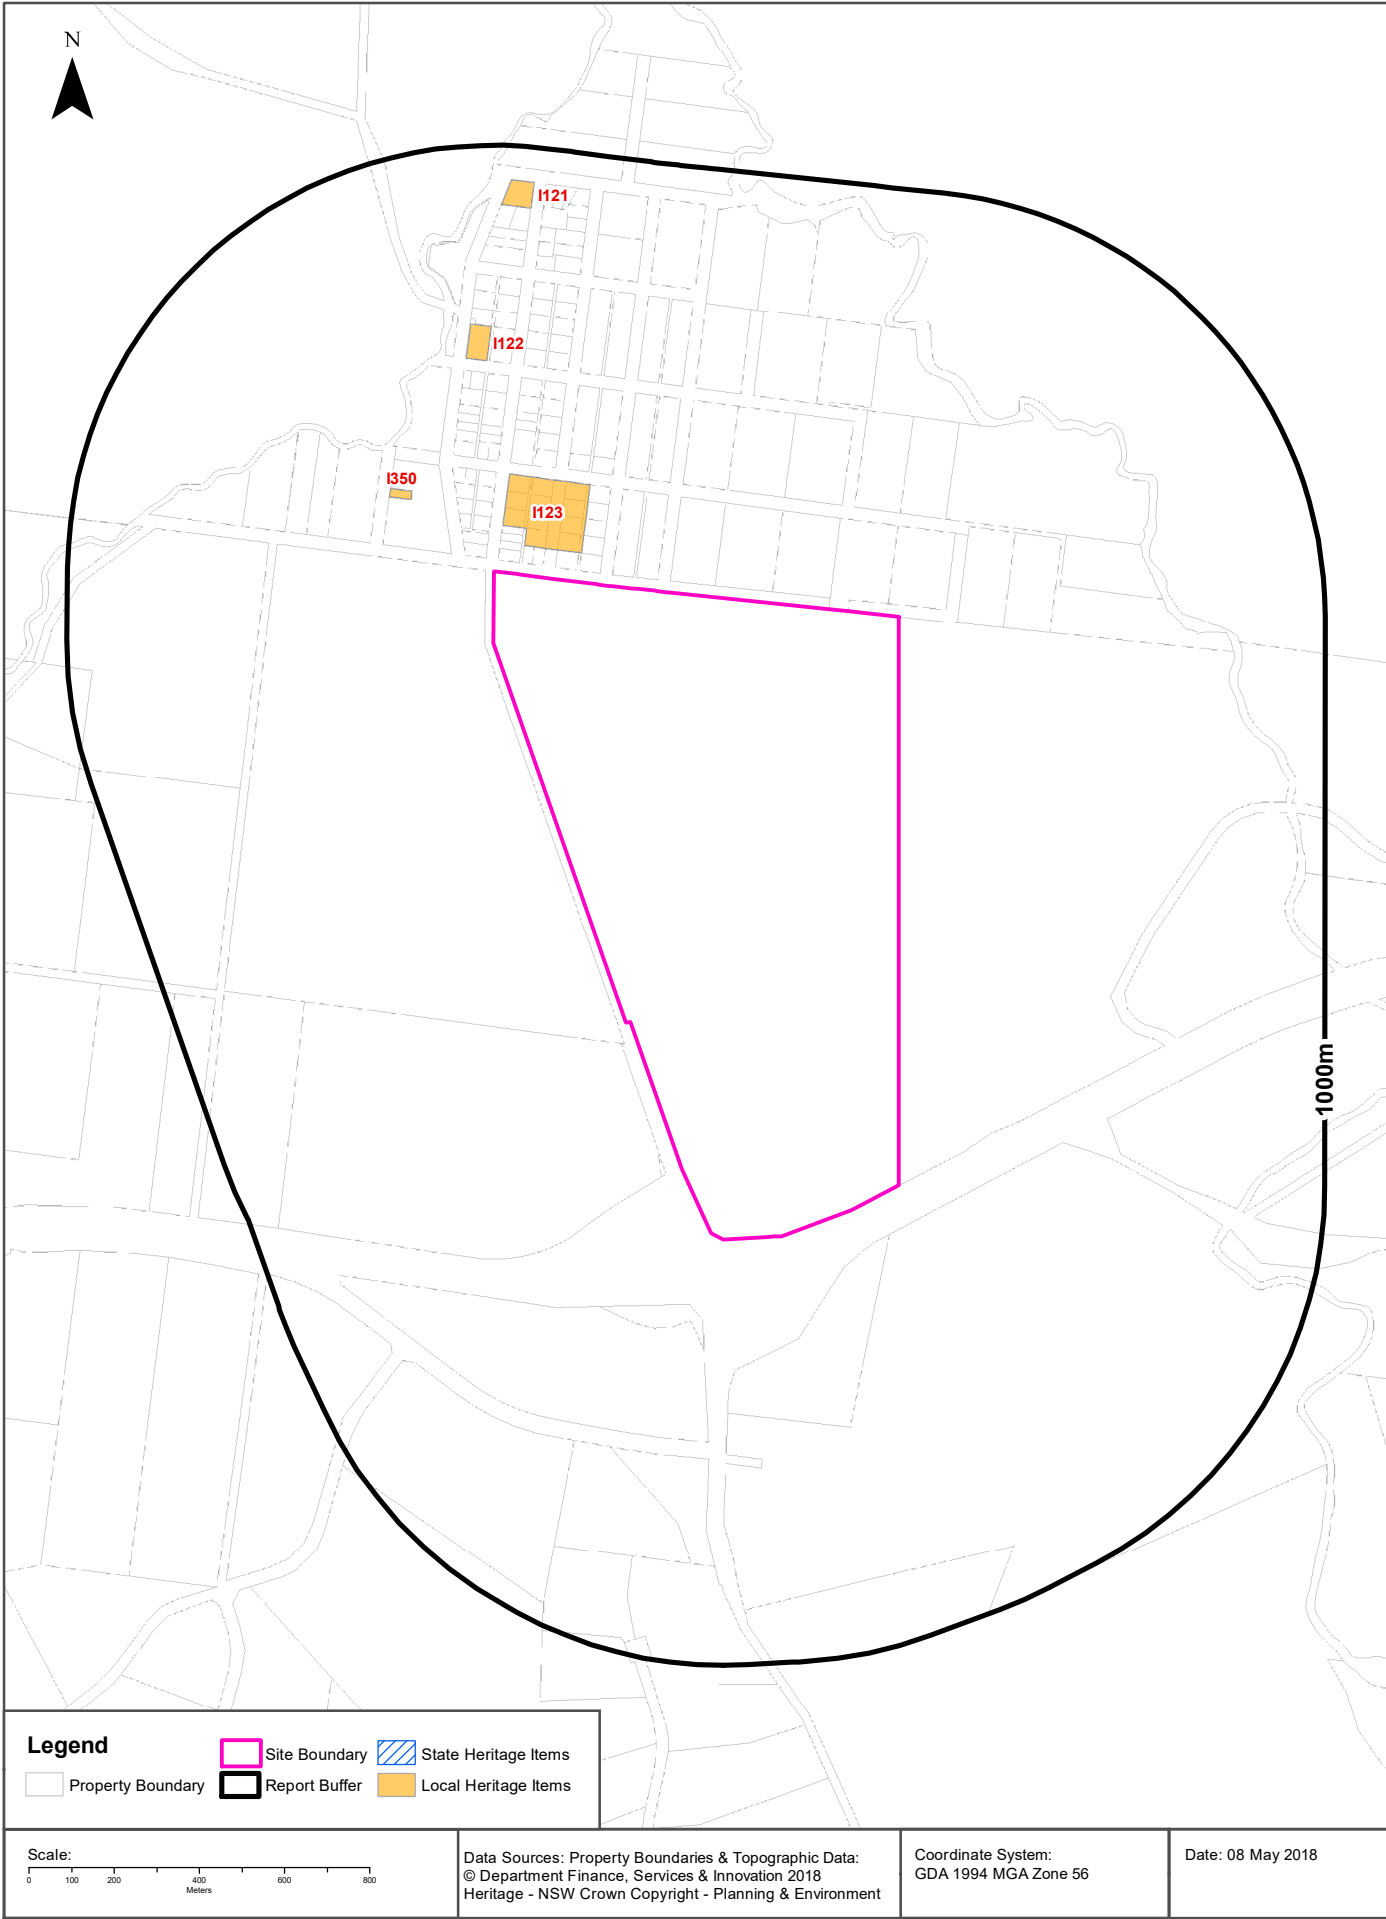 N
I121
I122
I350
I123
1000m
Legend
Site Boundary
State Heritage Items
Property Boundary
Report Buffer
Local Heritage Items
Scale:
0 100 200 400 600 800
Meters
Data Sources: Property Boundaries & Topographic Data:
© Department Finance, Services & Innovation 2018
Heritage - NSW Crown Copyright - Planning & Environment
Coordinate System:
GDA 1994 MGA Zone 56
Date: 08 May 2018